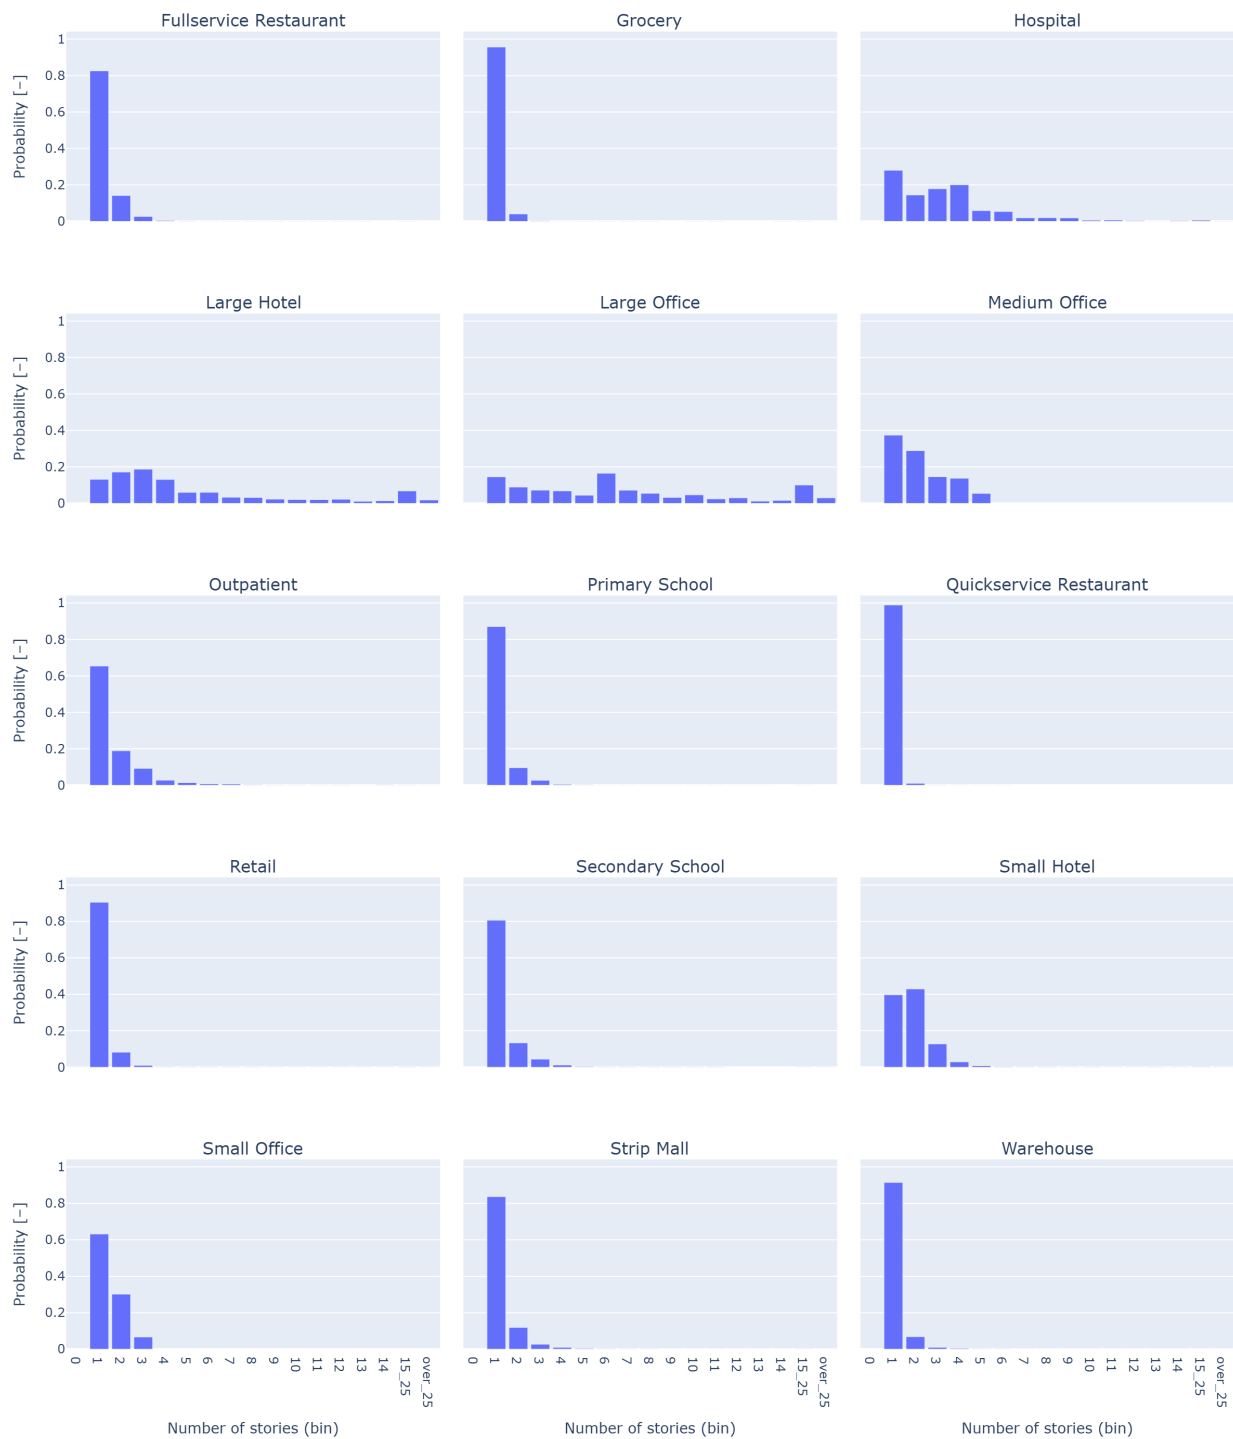 Fullservice Restaurant Grocery Hospital
1
0.8
0.6
0.4
0.2
0
Probability [−]
Large Hotel Large Office Medium Office
1
0.8
0.6
0.4
0.2
0
Probability [−]
Outpatient Primary School Quickservice Restaurant
1
0.8
0.6
0.4
0.2
0
Probability [−]
Retail Secondary School Small Hotel
1
0.8
0.6
0.4
0.2
0
Probability [−]
Small Office Strip Mall Warehouse
1
0.8
0.6
0.4
0.2
0
Probability [−]
0 1 2 3 4 5 6 7 8 9 10 11 12 13 14 15_25 over_25 0 1 2 3 4 5 6 7 8 9 10 11 12 13 14 15_25 over_25 0 1 2 3 4 5 6 7 8 9 10 11 12 13 14 15_25 over_25
Number of stories (bin) Number of stories (bin) Number of stories (bin)